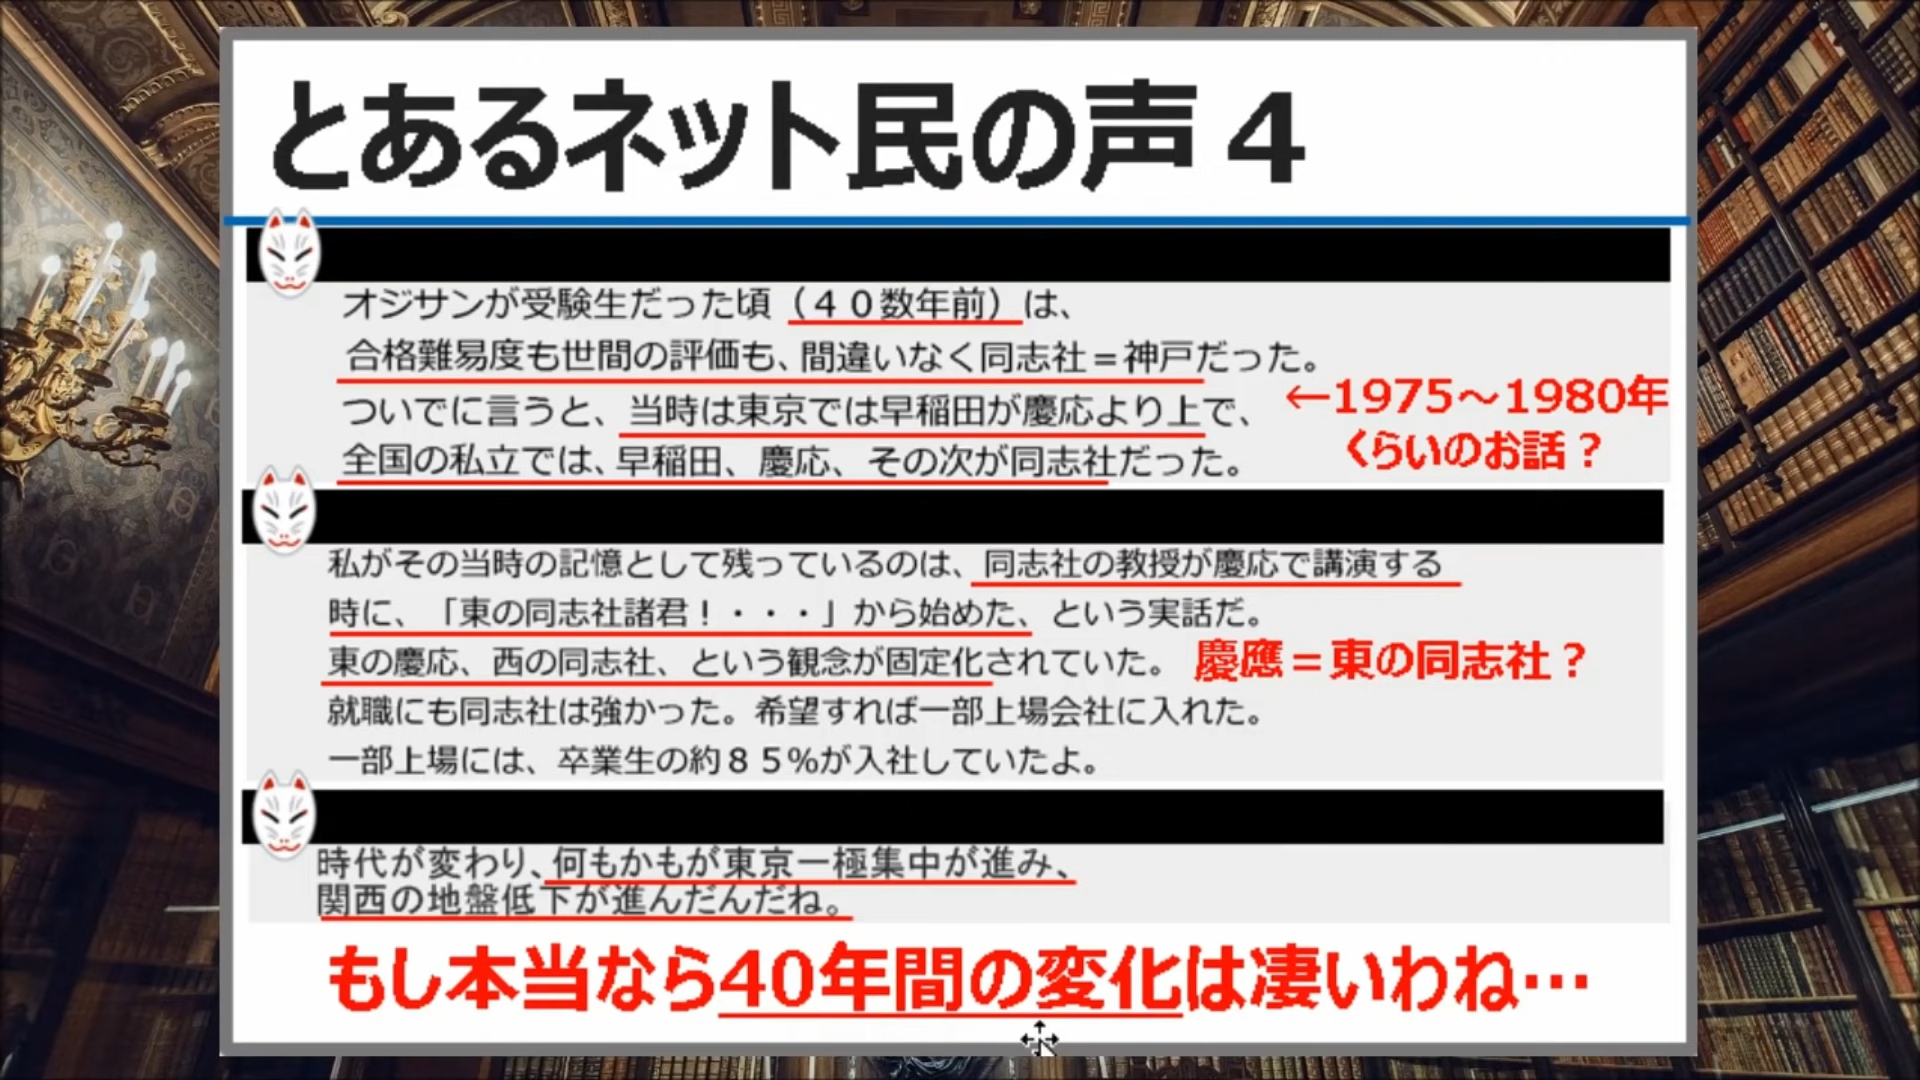 とあるネット民の声４
オジサンが受験生だった頃（４０数年前）は、
合格難易度も世間の評価も、間違いなく同志社＝神戸だった。
ついでに言うと、当時は東京では早稲田が慶応より上で、
全国の私立では、早稲田、慶応、その次が同志社だった。
←1975～1980年
くらいのお話？
私がその当時の記憶として残っているのは、同志社の教授が慶応で講演する
時に、「東の同志社諸君！・・・」から始めた、という実話だ。
東の慶応、西の同志社、という観念が固定化されていた。
慶應＝東の同志社？
就職にも同志社は強かった。希望すれば一部上場会社に入れた。
一部上場には、卒業生の約８５％が入社していたよ。
時代が変わり、何もかもが東京一極集中が進み、
関西の地盤低下が進んだんだね。
もし本当なら40年間の変化は凄いわね…